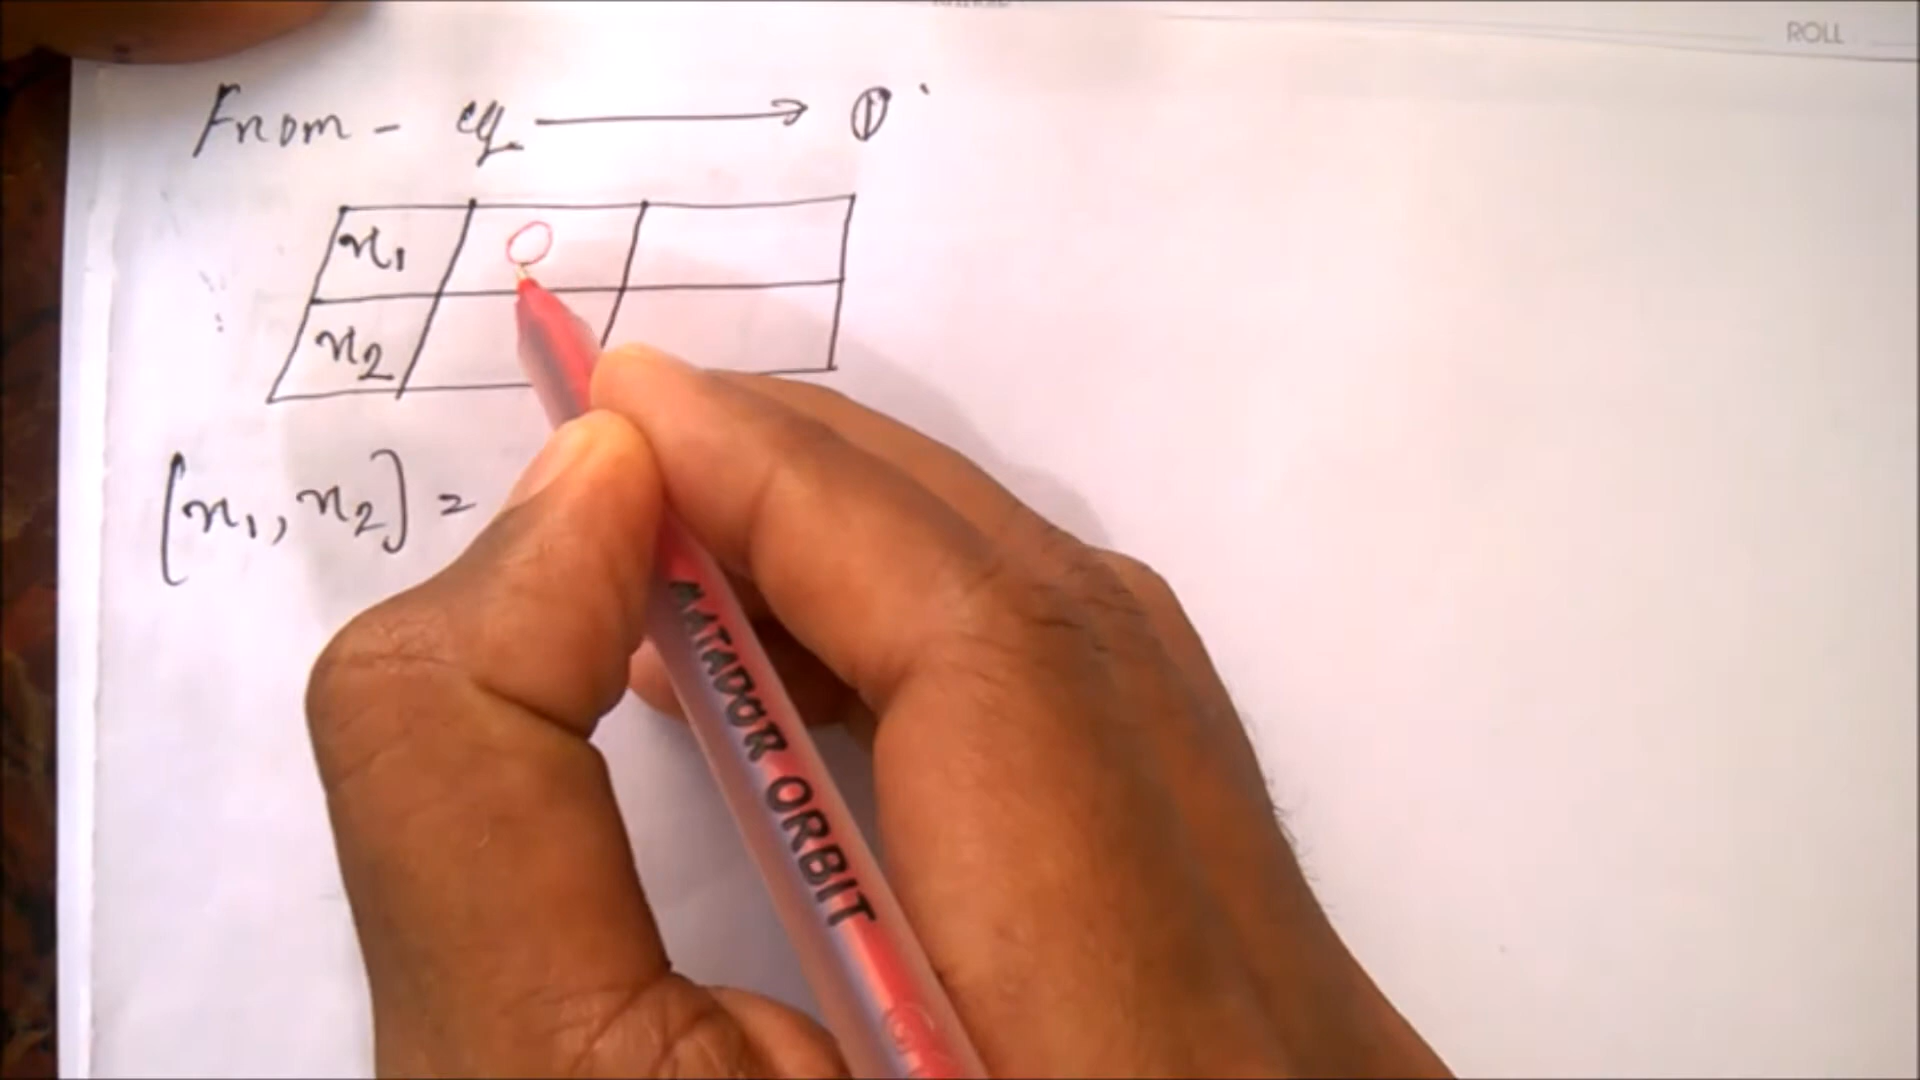 From - eq. → ①
x1 0
x2
(x1, x2) =
MATADOR ORBIT
ROLL